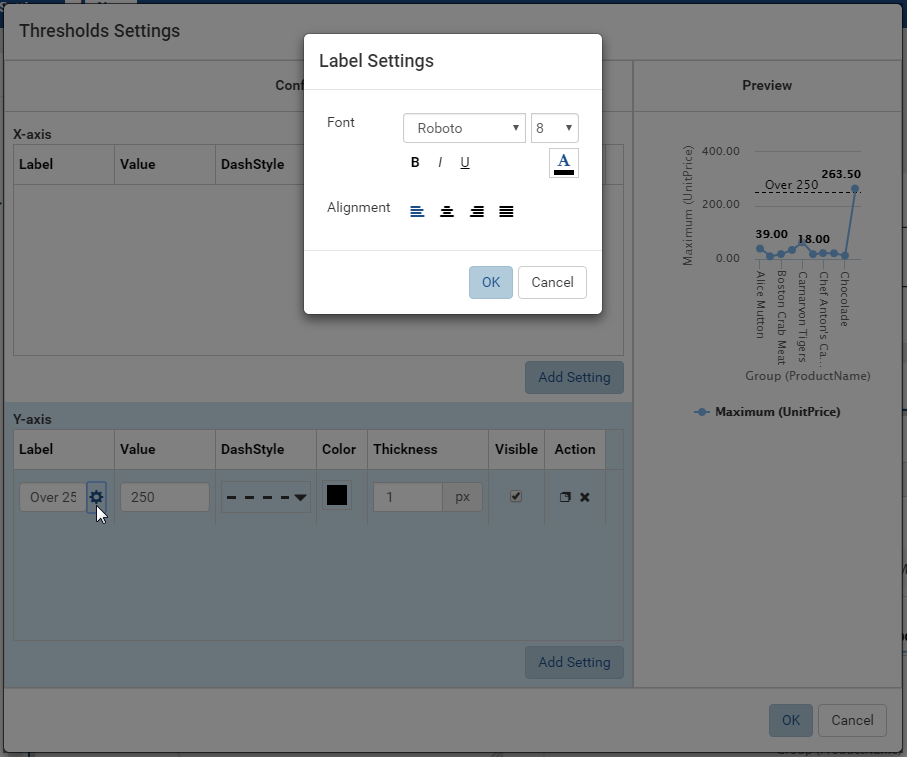 Thresholds Settings
Label Settings
Font
Roboto
8
B I U
A
Alignment
OK
Cancel
Conf
Preview
X-axis
Label
Value
DashStyle
Add Setting
Y-axis
Label
Value
DashStyle
Color
Thickness
Visible
Action
Over 25
250
1
px
Add Setting
Maximum (UnitPrice)
400.00
200.00
0.00
Over 250
263.50
39.00
18.00
Alice Mutton
Boston Crab Meat
Carnarvon Tigers
Chef Anton's Ca...
Chocolade
Group (ProductName)
Maximum (UnitPrice)
OK
Cancel